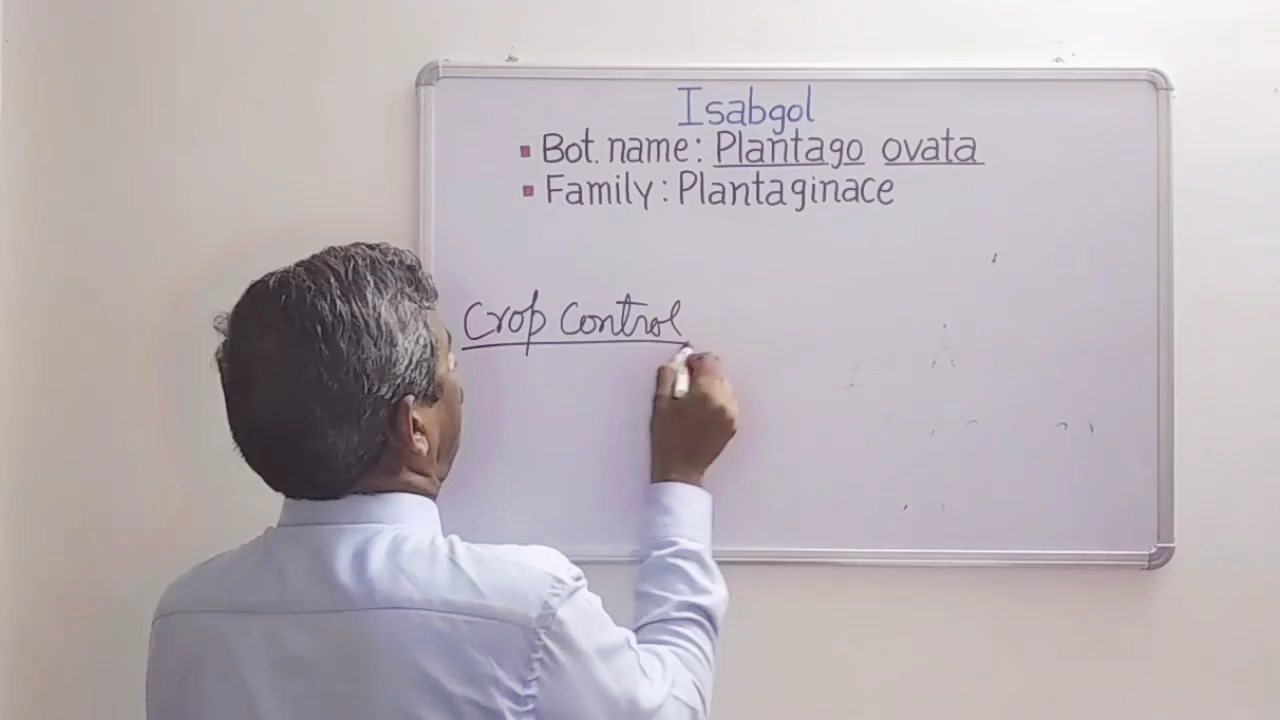 Isabgol
▪ Bot. name: Plantago ovata
▪ Family: Plantaginace
Crop Control